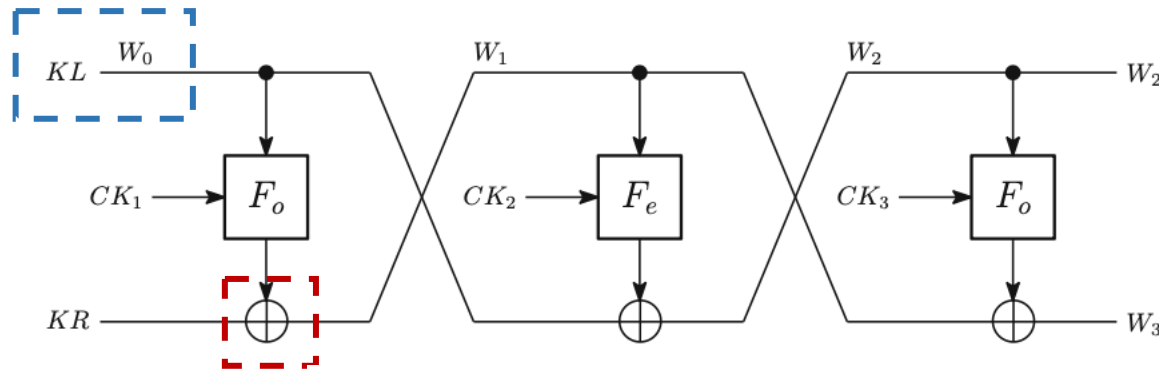 KL W₀ W₁ W₂ W₂
CK₁ Fₒ CK₂ Fₑ CK₃ Fₒ
KR W₃